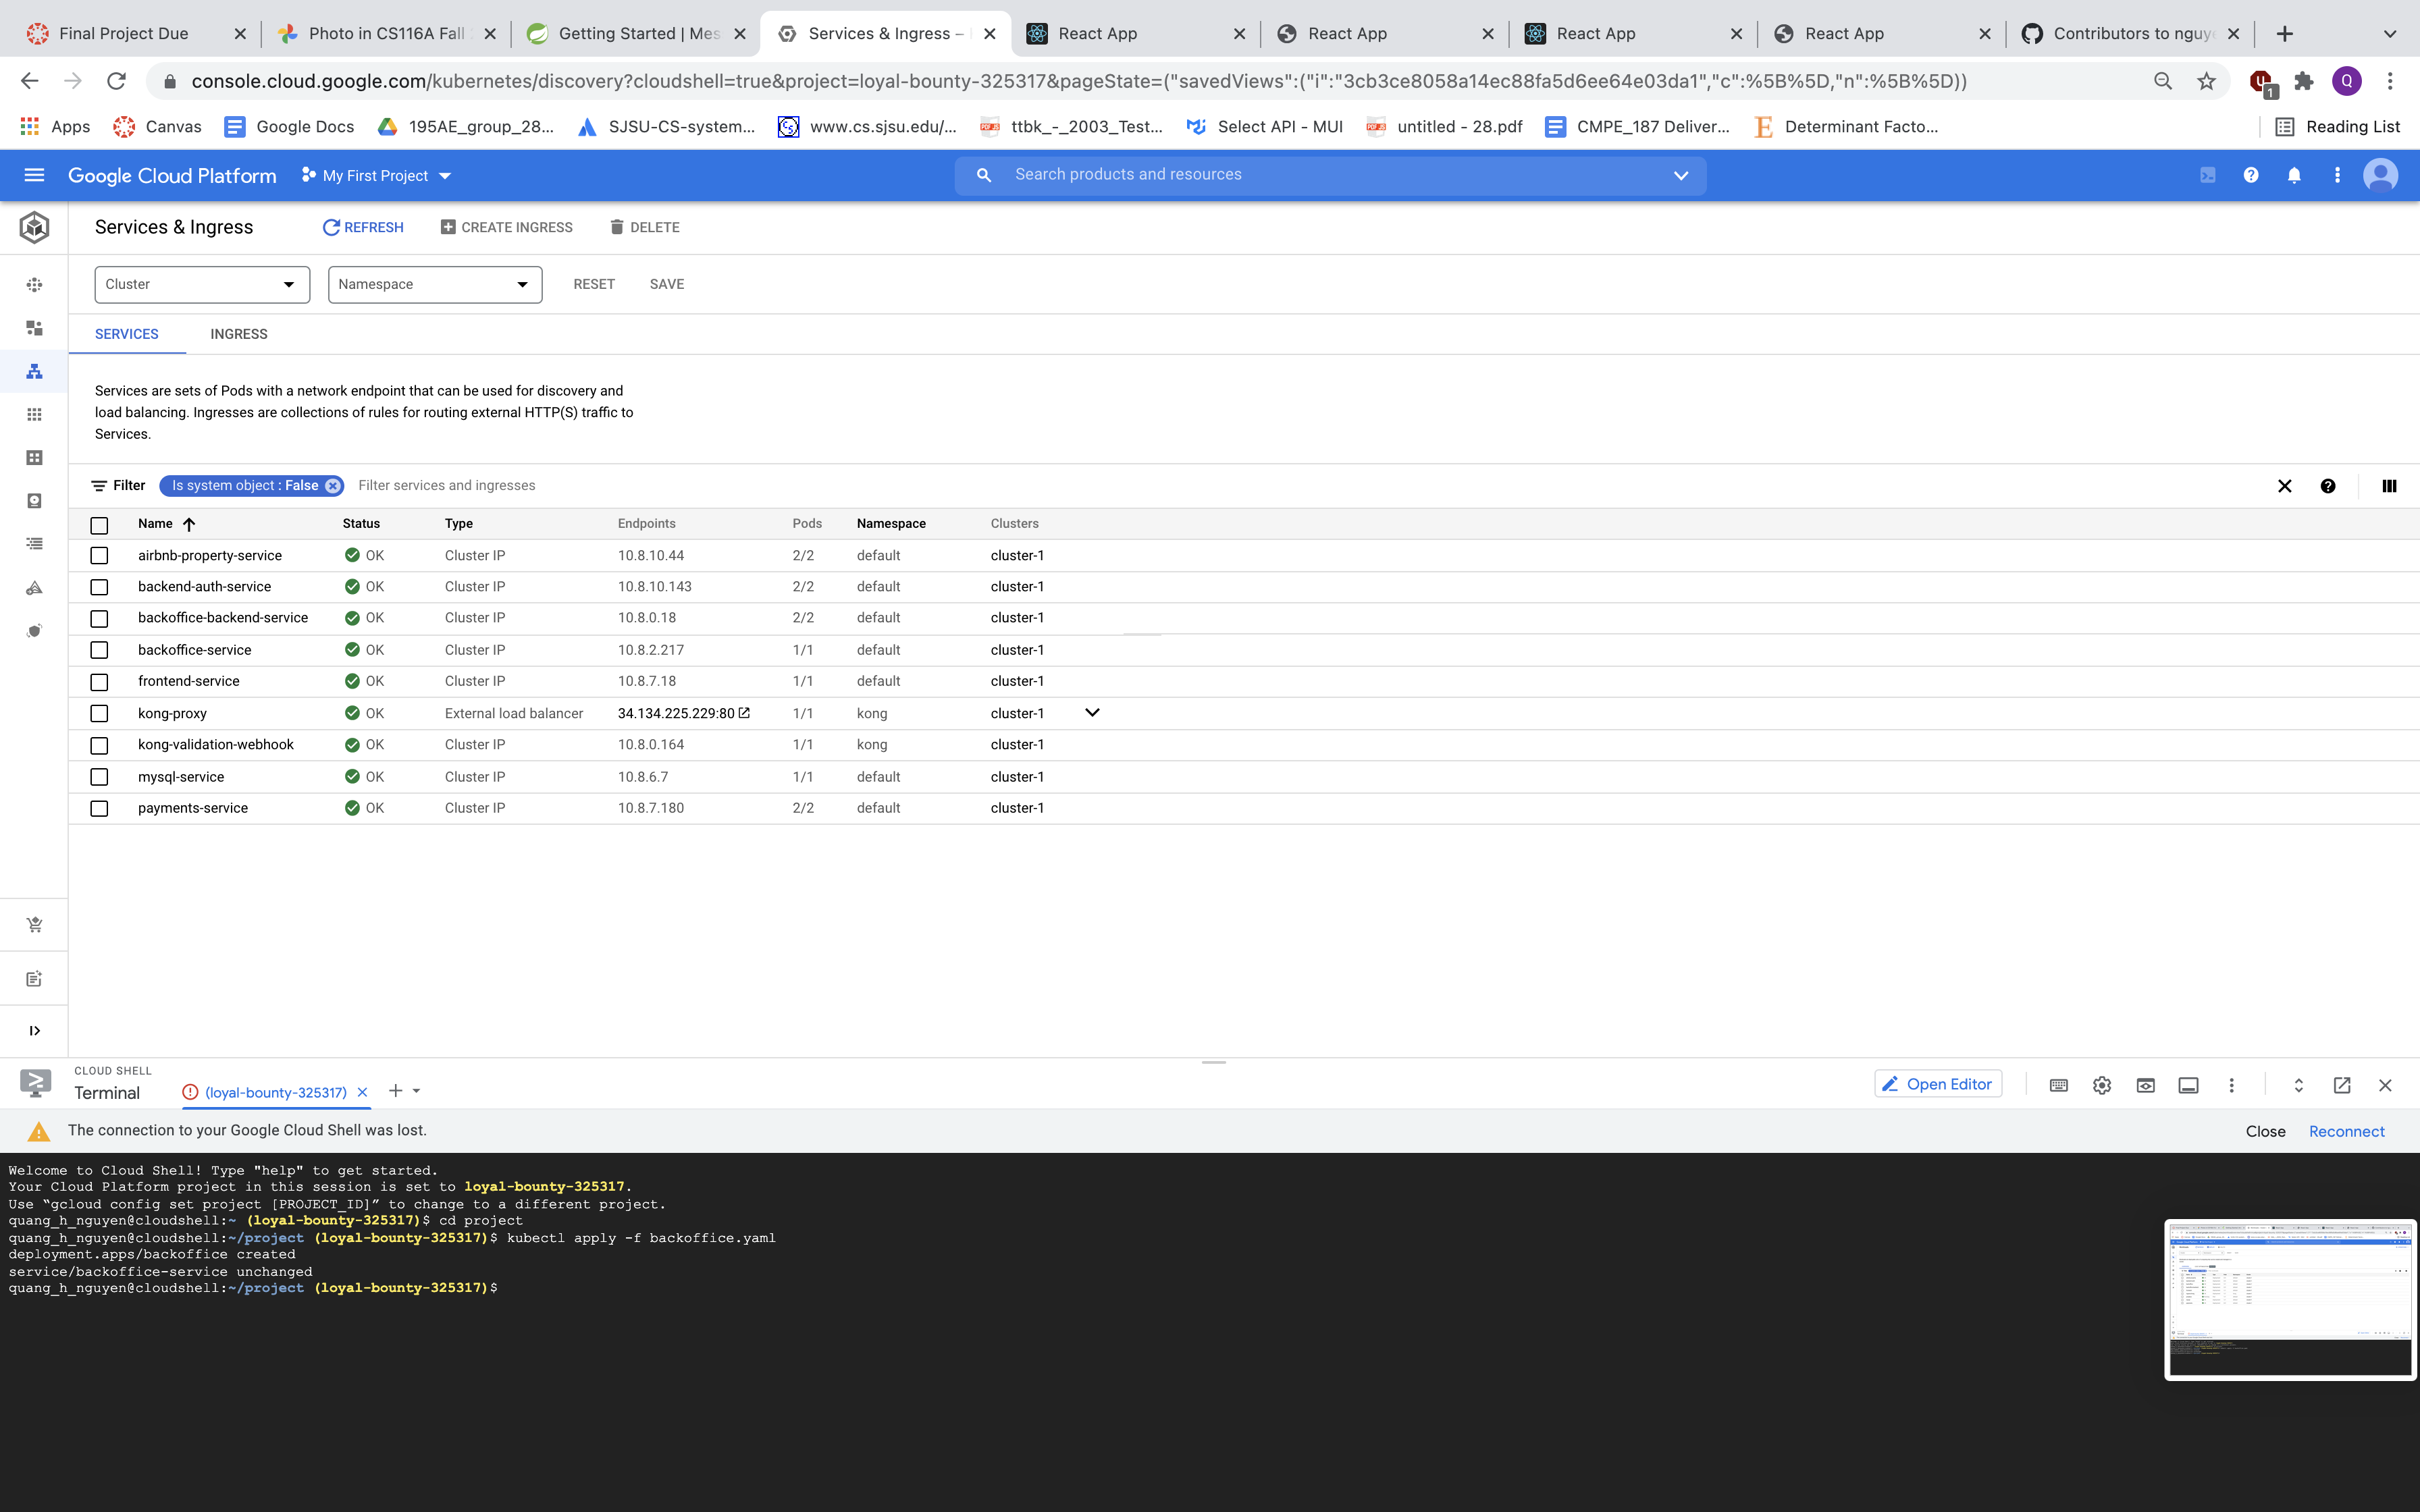 Final Project Due
Photo in CS116A Fall
Getting Started | Mes
Services & Ingress –
React App
React App
React App
React App
Contributors to nguye
console.cloud.google.com/kubernetes/discovery?cloudshell=true&project=loyal-bounty-325317&pageState=("savedViews":("i":"3cb3ce8058a14ec88fa5d6ee64e03da1","c":%5B%5D,"n":%5B%5D))
1
Q
Apps
Canvas
Google Docs
195AE_group_28...
SJSU-CS-system...
www.cs.sjsu.edu/...
ttbk_-_2003_Test...
Select API - MUI
untitled - 28.pdf
CMPE_187 Deliver...
Determinant Facto...
Reading List
Google Cloud Platform
My First Project
Search products and resources
Services & Ingress
REFRESH
CREATE INGRESS
DELETE
Cluster
Namespace
RESET
SAVE
SERVICES
INGRESS
Services are sets of Pods with a network endpoint that can be used for discovery and
load balancing. Ingresses are collections of rules for routing external HTTP(S) traffic to
Services.
Filter
Is system object : False
Filter services and ingresses
Name Status Type Endpoints Pods Namespace Clusters
airbnb-property-service OK Cluster IP 10.8.10.44 2/2 default cluster-1
backend-auth-service OK Cluster IP 10.8.10.143 2/2 default cluster-1
backoffice-backend-service OK Cluster IP 10.8.0.18 2/2 default cluster-1
backoffice-service OK Cluster IP 10.8.2.217 1/1 default cluster-1
frontend-service OK Cluster IP 10.8.7.18 1/1 default cluster-1
kong-proxy OK External load balancer 34.134.225.229:80 1/1 kong cluster-1
kong-validation-webhook OK Cluster IP 10.8.0.164 1/1 kong cluster-1
mysql-service OK Cluster IP 10.8.6.7 1/1 default cluster-1
payments-service OK Cluster IP 10.8.7.180 2/2 default cluster-1
CLOUD SHELL
Terminal
(loyal-bounty-325317)
Open Editor
The connection to your Google Cloud Shell was lost.
Close
Reconnect
Welcome to Cloud Shell! Type "help" to get started.
Your Cloud Platform project in this session is set to loyal-bounty-325317.
Use “gcloud config set project [PROJECT_ID]” to change to a different project.
quang_h_nguyen@cloudshell:~ (loyal-bounty-325317)$ cd project
quang_h_nguyen@cloudshell:~/project (loyal-bounty-325317)$ kubectl apply -f backoffice.yaml
deployment.apps/backoffice created
service/backoffice-service unchanged
quang_h_nguyen@cloudshell:~/project (loyal-bounty-325317)$